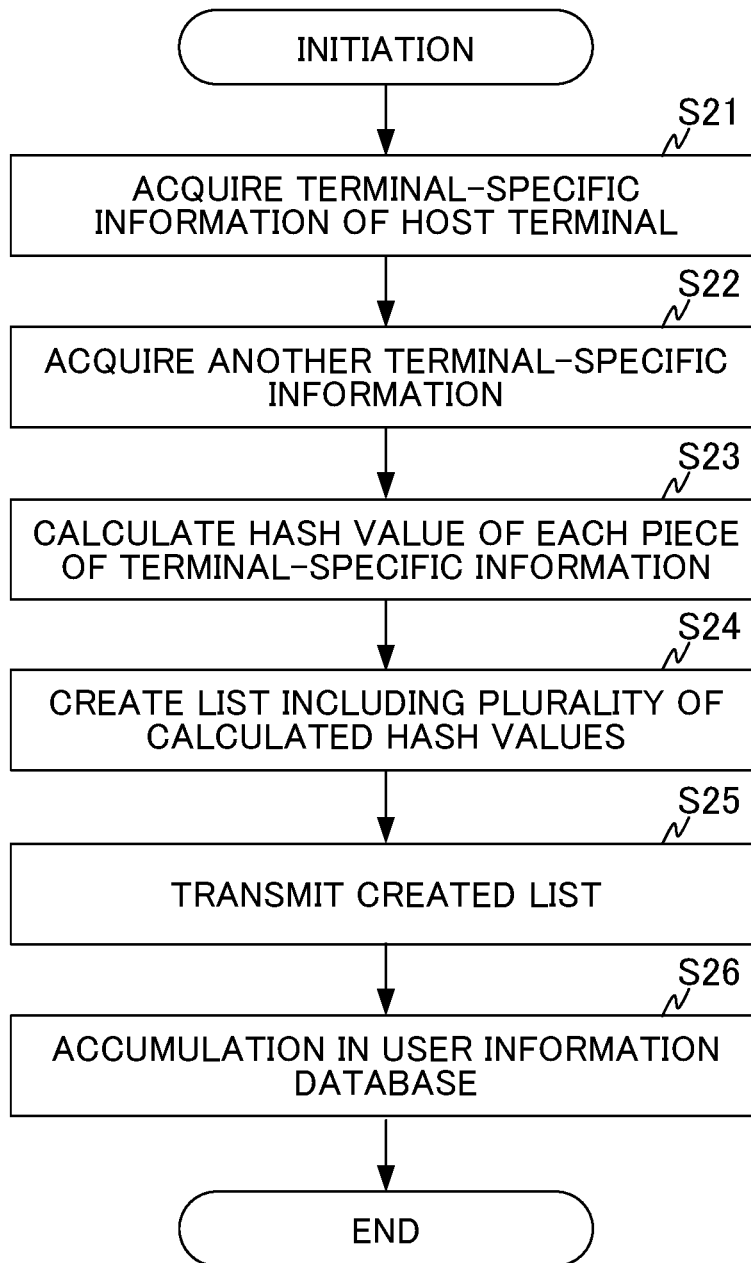 INITIATION
S21
ACQUIRE TERMINAL-SPECIFIC
INFORMATION OF HOST TERMINAL
S22
ACQUIRE ANOTHER TERMINAL-SPECIFIC
INFORMATION
S23
CALCULATE HASH VALUE OF EACH PIECE
OF TERMINAL-SPECIFIC INFORMATION
S24
CREATE LIST INCLUDING PLURALITY OF
CALCULATED HASH VALUES
S25
TRANSMIT CREATED LIST
S26
ACCUMULATION IN USER INFORMATION
DATABASE
END